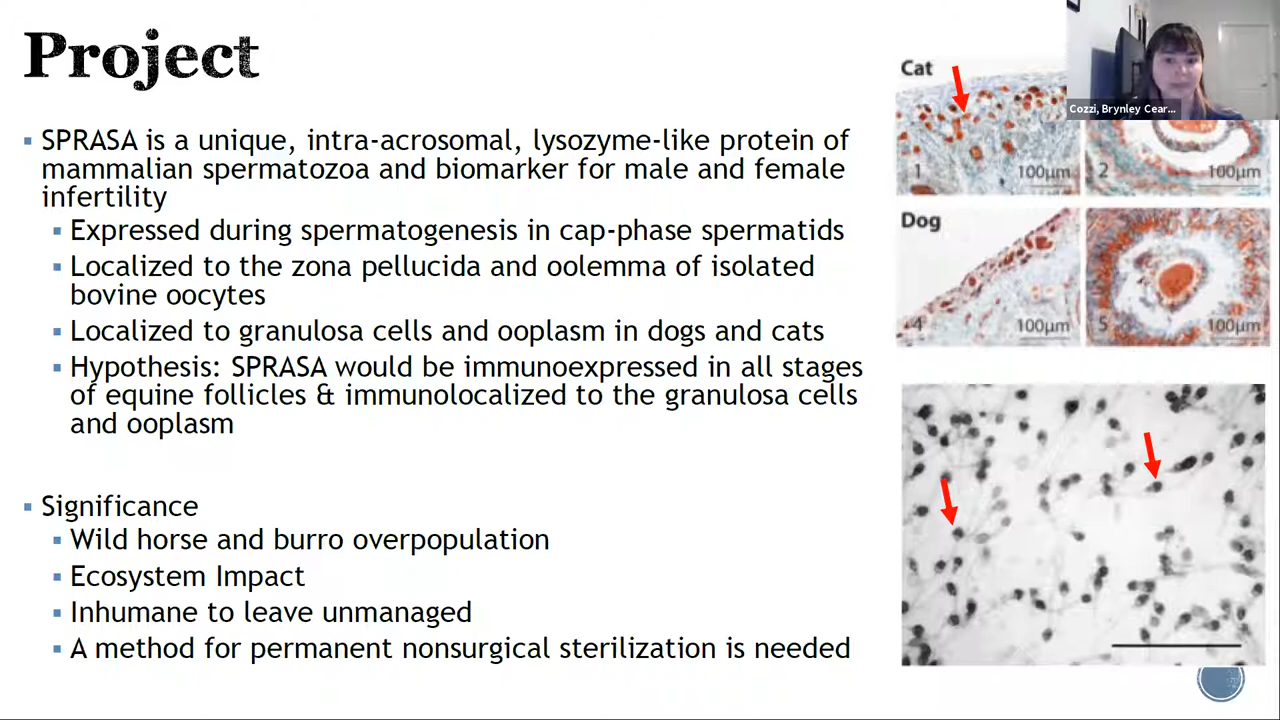 Project
SPRASA is a unique, intra-acrosomal, lysozyme-like protein of
mammalian spermatozoa and biomarker for male and female
infertility
Expressed during spermatogenesis in cap-phase spermatids
Localized to the zona pellucida and oolemma of isolated
bovine oocytes
Localized to granulosa cells and ooplasm in dogs and cats
Hypothesis: SPRASA would be immunoexpressed in all stages
of equine follicles & immunolocalized to the granulosa cells
and ooplasm
Significance
Wild horse and burro overpopulation
Ecosystem Impact
Inhumane to leave unmanaged
A method for permanent nonsurgical sterilization is needed
Cat
Cozzi, Brynley Cear...
1 100µm
2 100µm
Dog
4 100µm
5 100µm